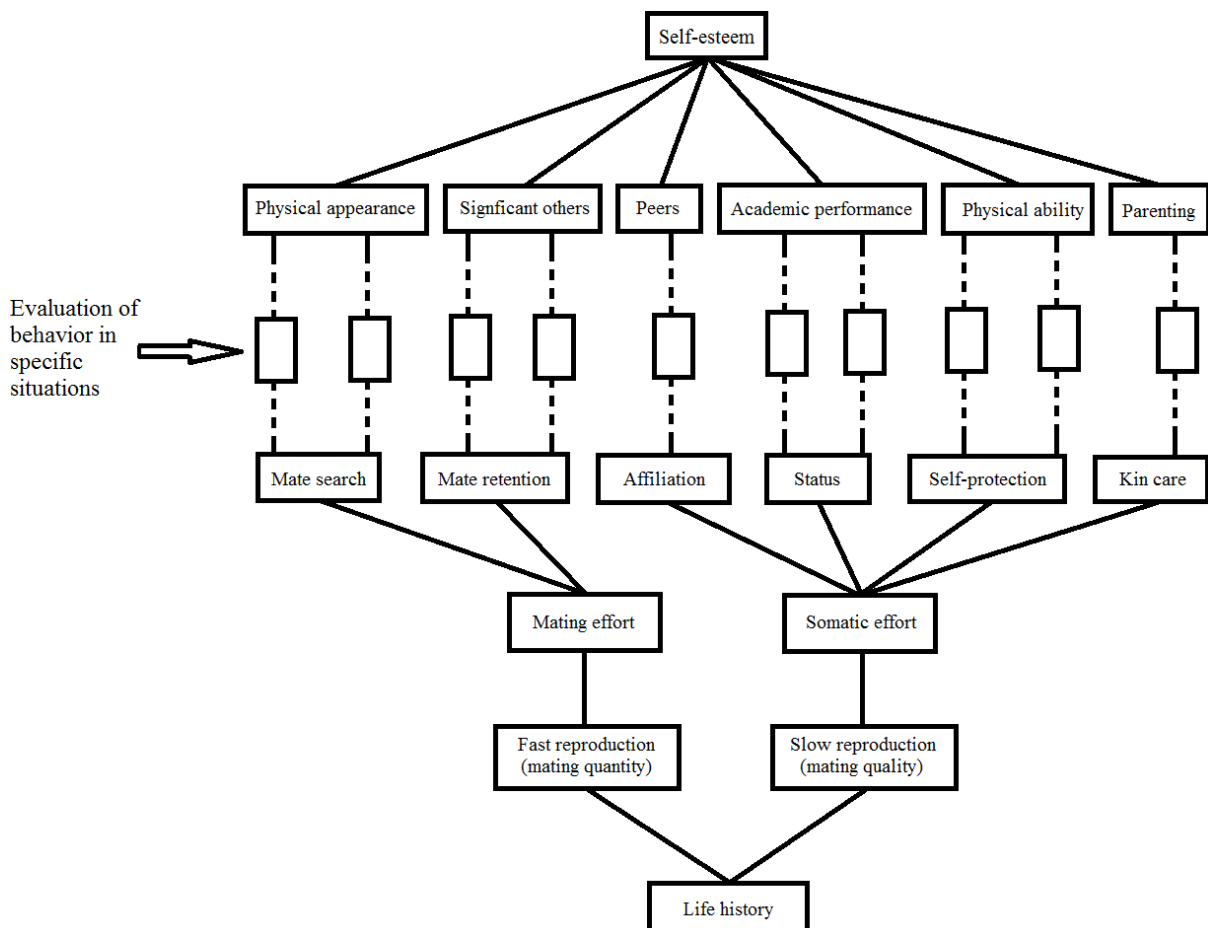 Self-esteem
Physical appearance
Signficant others
Peers
Academic performance
Physical ability
Parenting
Evaluation of
behavior in
specific
situations
Mate search
Mate retention
Affiliation
Status
Self-protection
Kin care
Mating effort
Somatic effort
Fast reproduction
(mating quantity)
Slow reproduction
(mating quality)
Life history